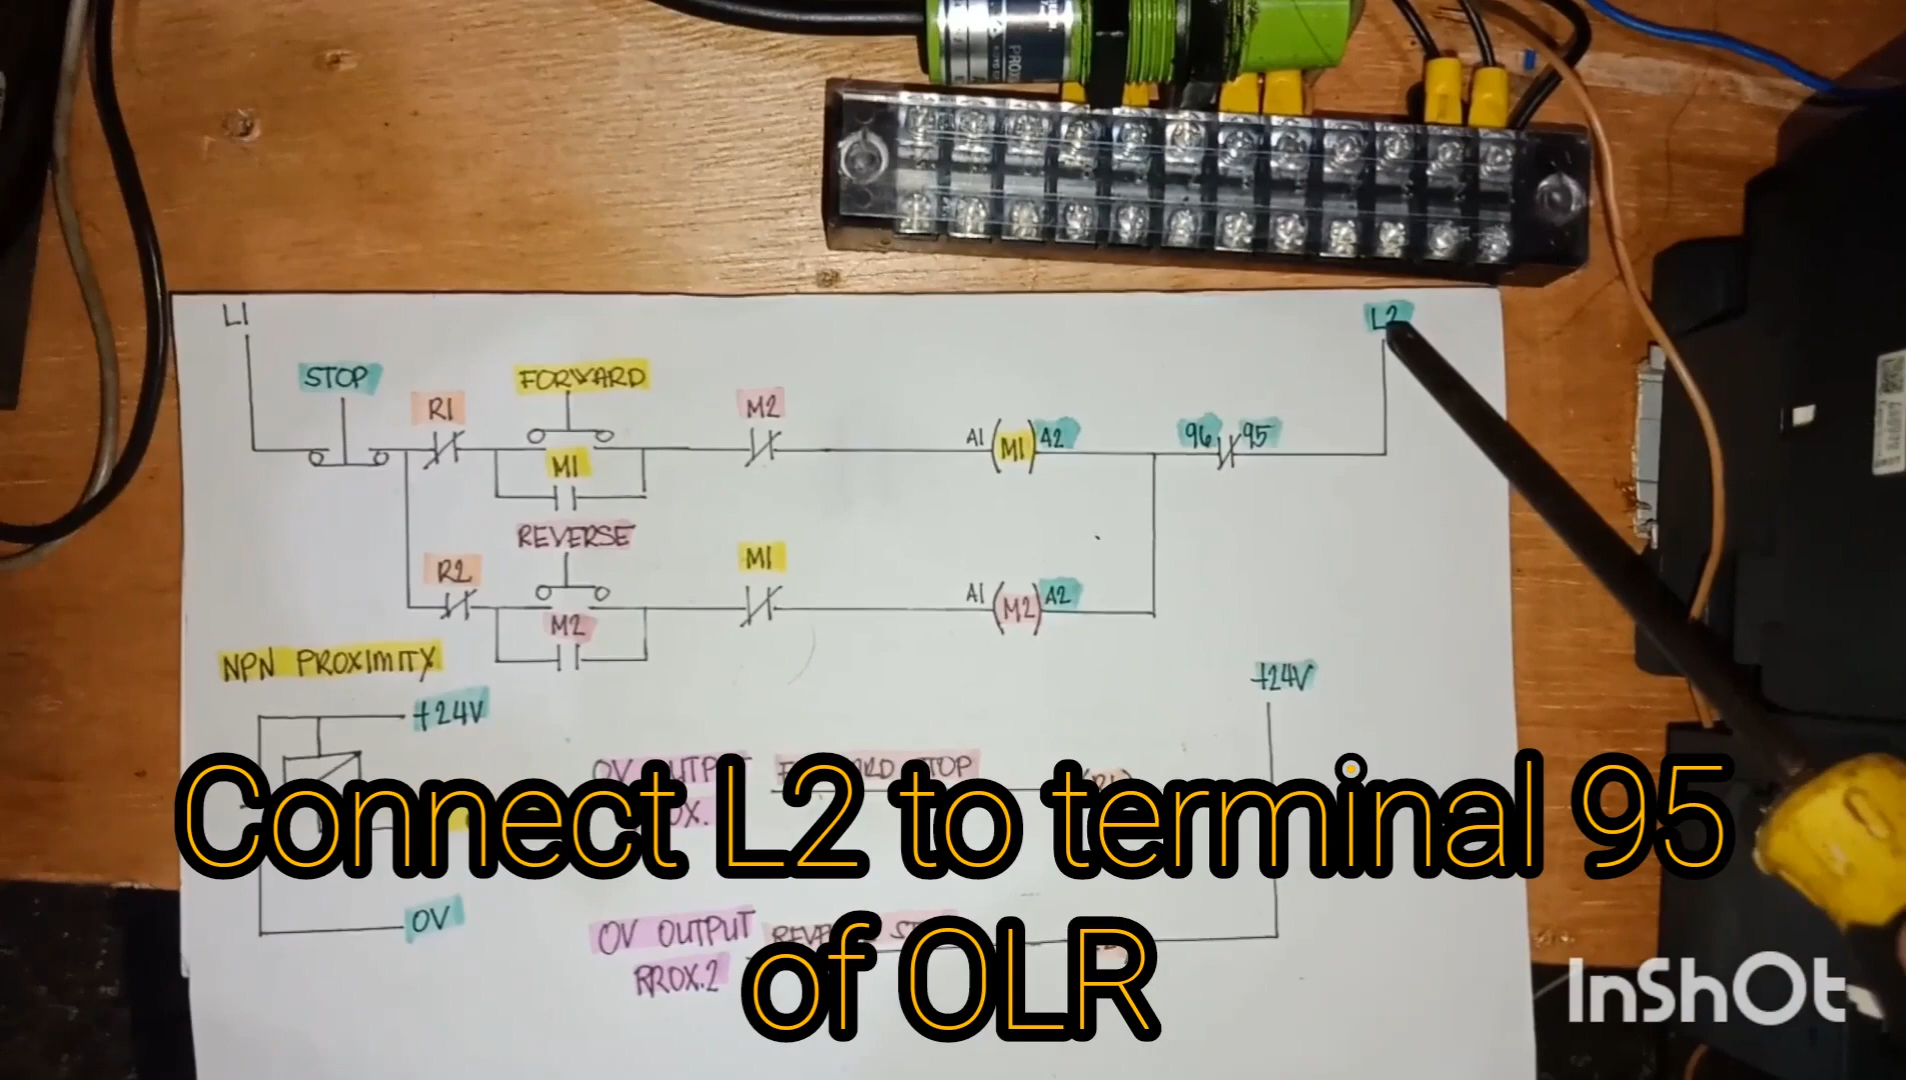 L1
L2
STOP
FORWARD
R1
M2
M1
A1 M1 A2
96 95
REVERSE
R2
M1
M2
A1 M2 A2
NPN PROXIMITY
+24V
+24V
Connect L2 to terminal 95
of OLR
0V
0V OUTPUT
PROX.2
InShOt